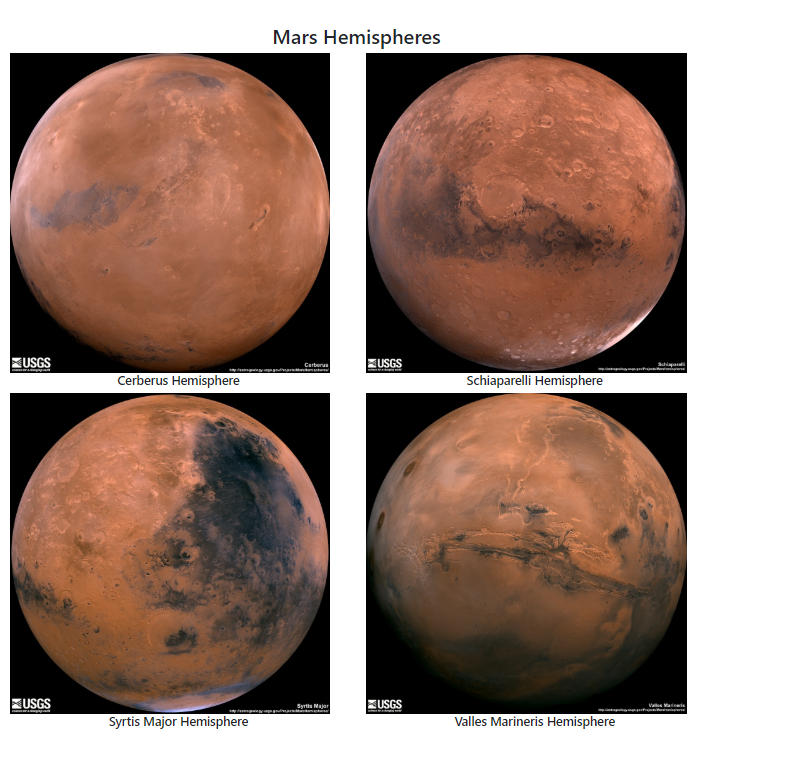 Mars Hemispheres
USGS
Cerberus
Cerberus Hemisphere
USGS
Schiaparelli
Schiaparelli Hemisphere
USGS
Syrtis Major
Syrtis Major Hemisphere
USGS
Valles Marineris
Valles Marineris Hemisphere